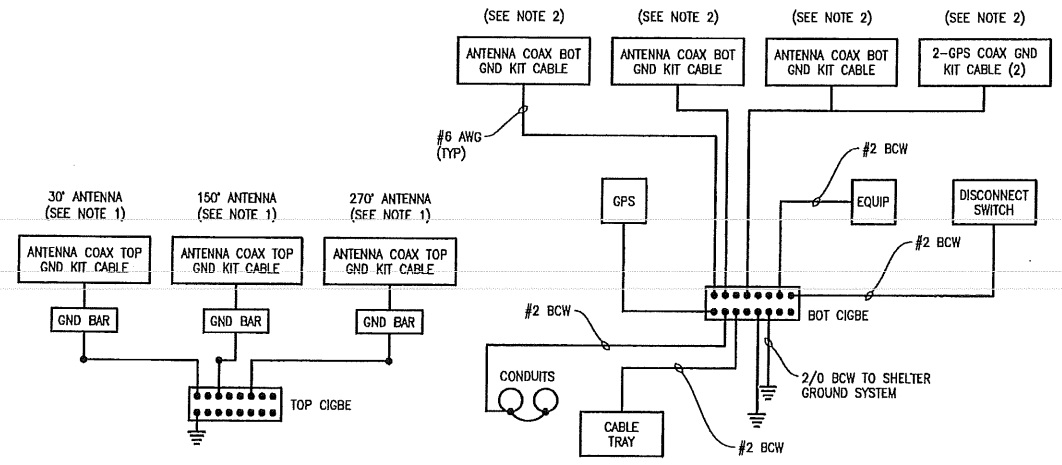 (SEE NOTE 2)
(SEE NOTE 2)
(SEE NOTE 2)
(SEE NOTE 2)
ANTENNA COAX BOT
GND KIT CABLE
ANTENNA COAX BOT
GND KIT CABLE
ANTENNA COAX BOT
GND KIT CABLE
2-GPS COAX GND
KIT CABLE (2)
#6 AWG
(TYP)
#2 BCW
30° ANTENNA
(SEE NOTE 1)
150° ANTENNA
(SEE NOTE 1)
270° ANTENNA
(SEE NOTE 1)
GPS
EQUIP
DISCONNECT
SWITCH
ANTENNA COAX TOP
GND KIT CABLE
ANTENNA COAX TOP
GND KIT CABLE
ANTENNA COAX TOP
GND KIT CABLE
#2 BCW
GND BAR
GND BAR
GND BAR
#2 BCW
BOT CIGBE
CONDUITS
2/0 BCW TO SHELTER
GROUND SYSTEM
TOP CIGBE
CABLE
TRAY
#2 BCW